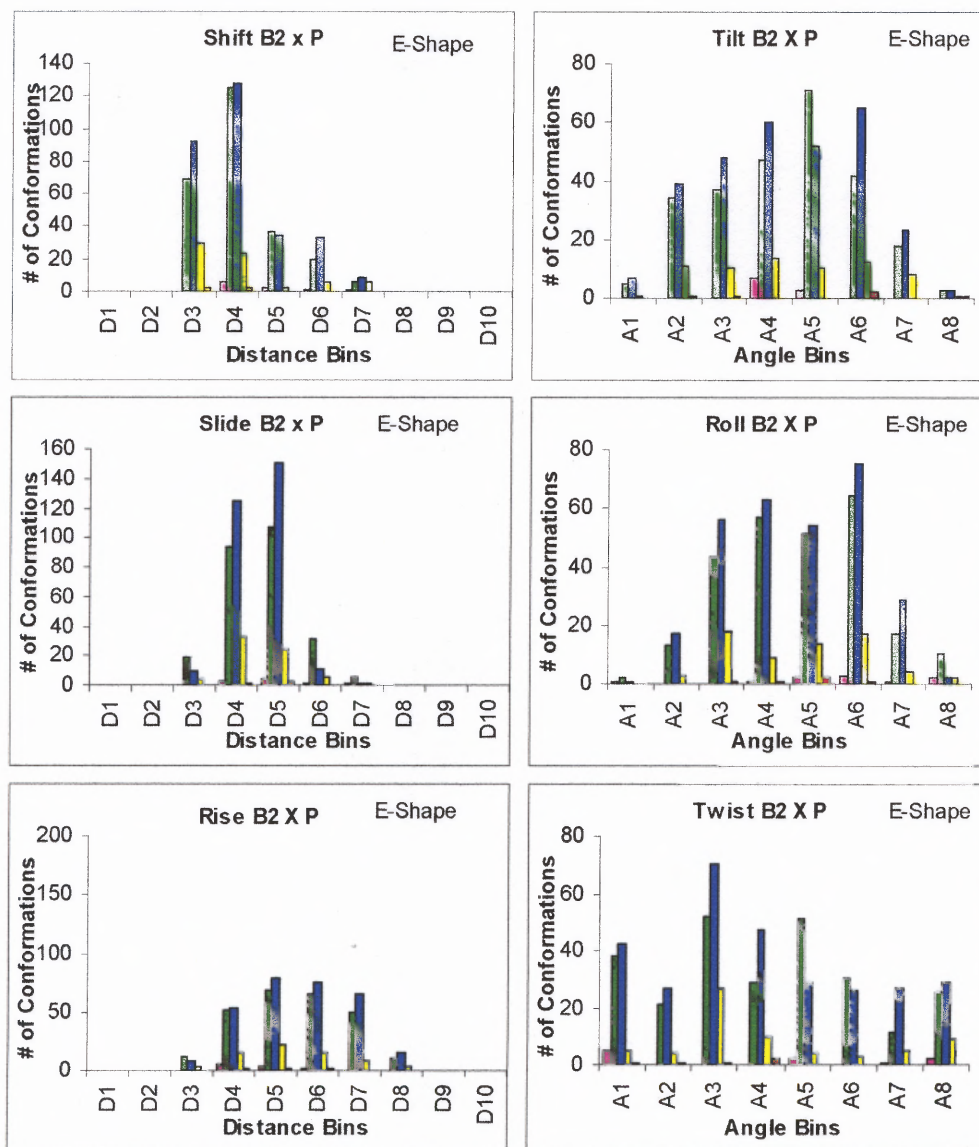 Shift B2 x P
E-Shape
# of Conformations
140
120
100
80
60
40
20
0
D1 D2 D3 D4 D5 D6 D7 D8 D9 D10
Distance Bins
Tilt B2 X P
E-Shape
# of Conformations
80
60
40
20
0
A1 A2 A3 A4 A5 A6 A7 A8
Angle Bins
Slide B2 x P
E-Shape
# of Conformations
160
140
120
100
80
60
40
20
0
D1 D2 D3 D4 D5 D6 D7 D8 D9 D10
Distance Bins
Roll B2 X P
E-Shape
# of Conformations
80
60
40
20
0
A1 A2 A3 A4 A5 A6 A7 A8
Angle Bins
Rise B2 X P
E-Shape
# of Conformations
200
150
100
50
0
D1 D2 D3 D4 D5 D6 D7 D8 D9 D10
Distance Bins
Twist B2 X P
E-Shape
# of Conformations
80
60
40
20
0
A1 A2 A3 A4 A5 A6 A7 A8
Angle Bins